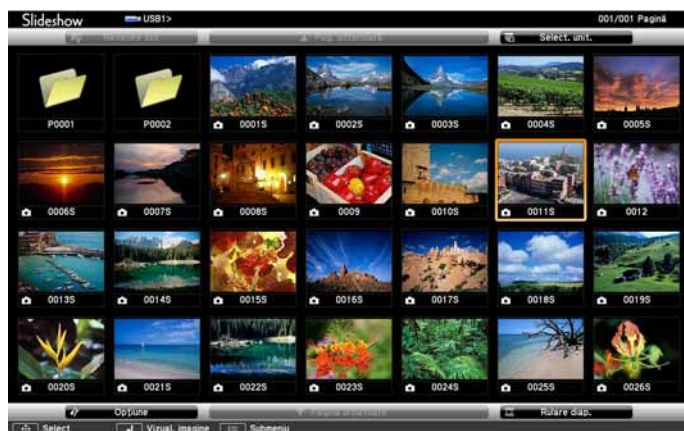 Slideshow USB1> 001/001 Pagină
Select. unit.
P0001 P0002 0001S 0002S 0003S 0004S 0005S
0006S 0007S 0008S 0009 0010S 0011S 0012
0013S 0014S 0015S 0016S 0017S 0018S 0019S
0020S 0021S 0022S 0023S 0024S 0025S 0026S
Opţiune Rulare diap.
Select Vizual. imagine Submeniu